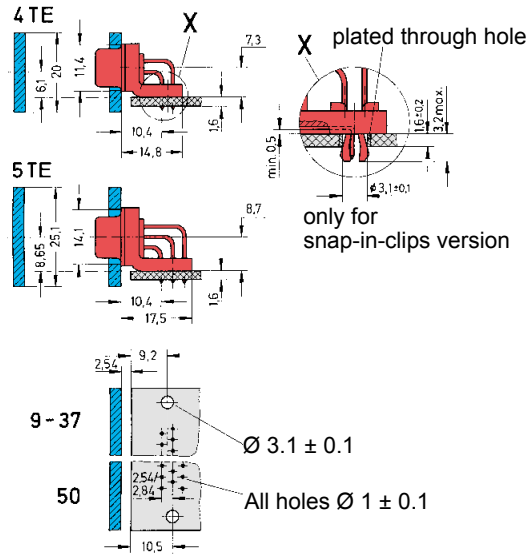 4 TE
X
7,3
20
6,1
11,4
10,4
14,8
1,6
X
plated through hole
min. 0,5
1,6±0,2
3,2 max.
ø3,1±0,1
only for
snap-in-clips version
5 TE
8,65
25,1
14,1
8,7
10,4
17,5
1,6
9,2
2,54
9-37
Ø 3.1 ± 0.1
2,54/
2,84
50
All holes Ø 1 ± 0.1
10,5